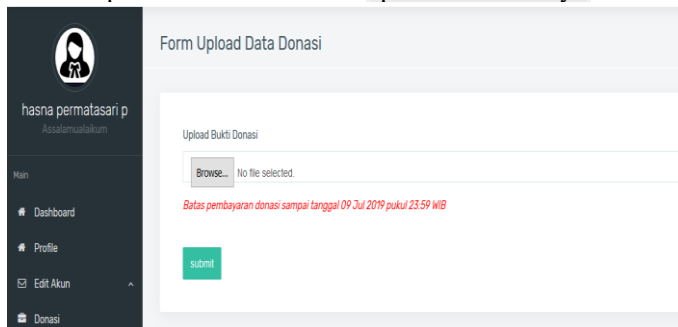 Form Upload Data Donasi
hasna permatasari p
Assalamualaikum
Main
Dashboard
Profile
Edit Akun
Donasi
Upload Bukti Donasi
Browse... No file selected.
Batas pembayaran donasi sampai tanggal 09 Jul 2019 pukul 23:59 WIB
submit